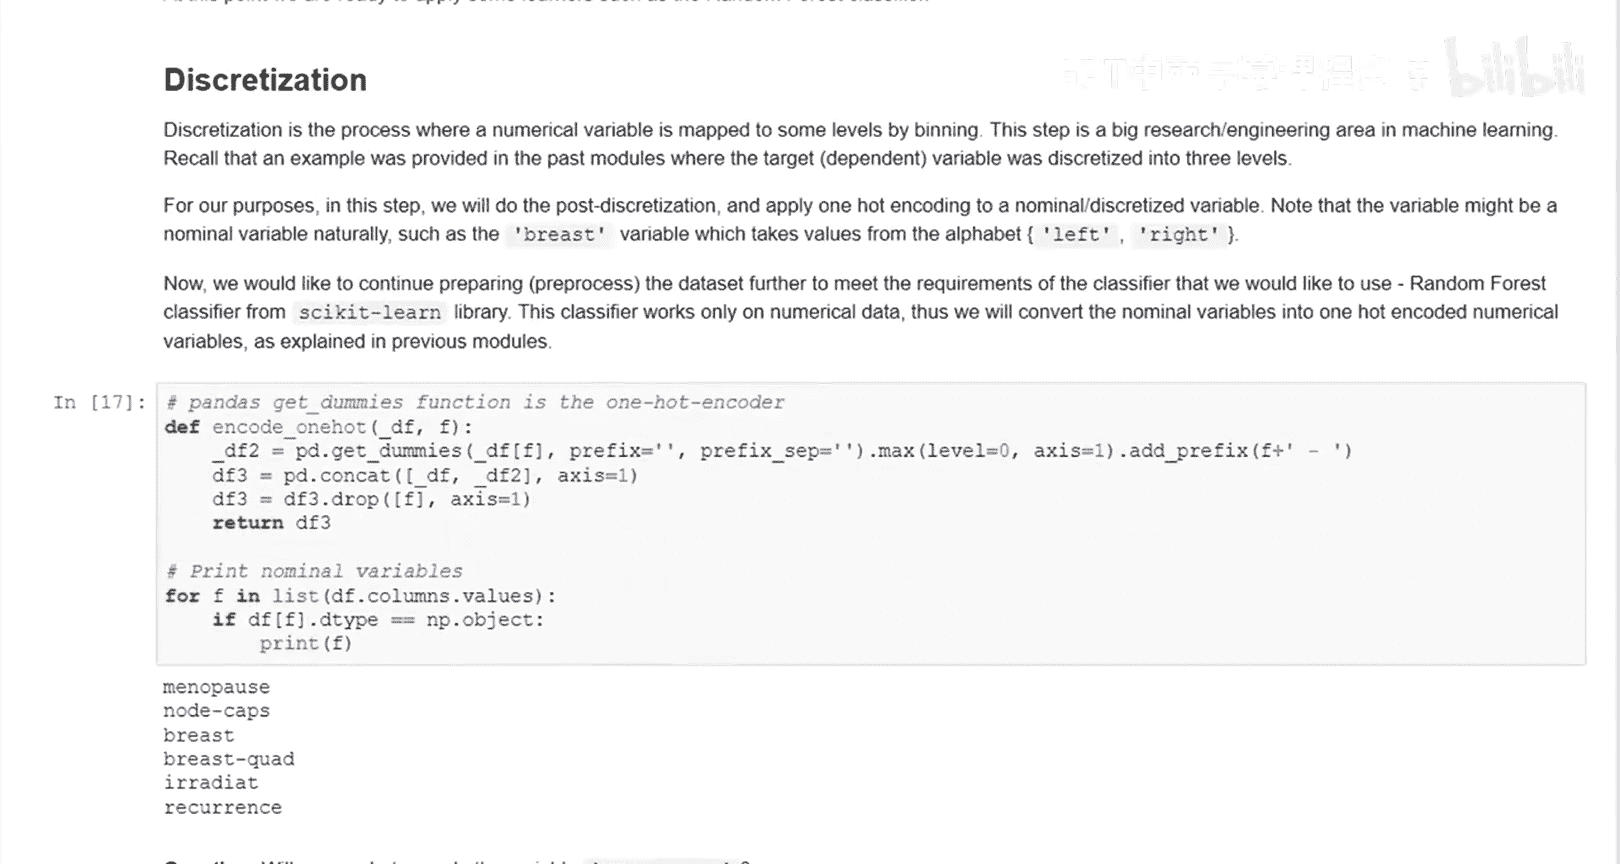 Discretization
bilibili
Discretization is the process where a numerical variable is mapped to some levels by binning. This step is a big research/engineering area in machine learning.
Recall that an example was provided in the past modules where the target (dependent) variable was discretized into three levels.
For our purposes, in this step, we will do the post-discretization, and apply one hot encoding to a nominal/discretized variable. Note that the variable might be a
nominal variable naturally, such as the 'breast' variable which takes values from the alphabet { 'left' , 'right' }.
Now, we would like to continue preparing (preprocess) the dataset further to meet the requirements of the classifier that we would like to use - Random Forest
classifier from scikit-learn library. This classifier works only on numerical data, thus we will convert the nominal variables into one hot encoded numerical
variables, as explained in previous modules.
In [17]: # pandas get_dummies function is the one-hot-encoder
def encode_onehot(_df, f):
    _df2 = pd.get_dummies(_df[f], prefix='', prefix_sep='').max(level=0, axis=1).add_prefix(f+' - ')
    df3 = pd.concat([_df, _df2], axis=1)
    df3 = df3.drop([f], axis=1)
    return df3
# Print nominal variables
for f in list(df.columns.values):
    if df[f].dtype == np.object:
        print(f)
menopause
node-caps
breast
breast-quad
irradiat
recurrence